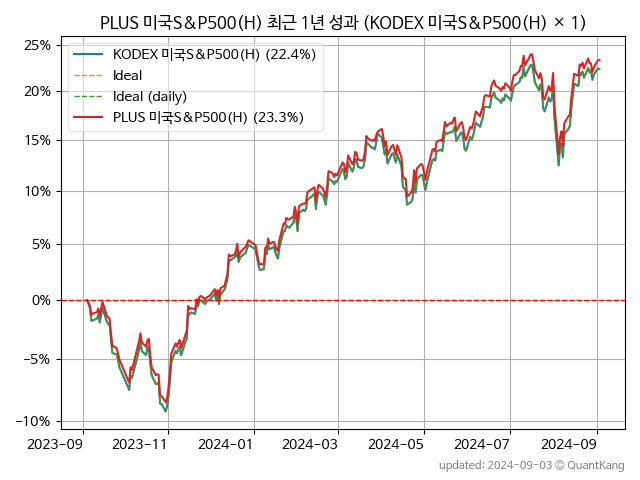 PLUS 미국S&P500(H) 최근 1년 성과 (KODEX 미국S&P500(H) × 1)
KODEX 미국S&P500(H) (22.4%)
Ideal
Ideal (daily)
PLUS 미국S&P500(H) (23.3%)
25%
20%
15%
10%
5%
0%
−5%
−10%
2023-09 2023-11 2024-01 2024-03 2024-05 2024-07 2024-09
updated: 2024-09-03 © QuantKang